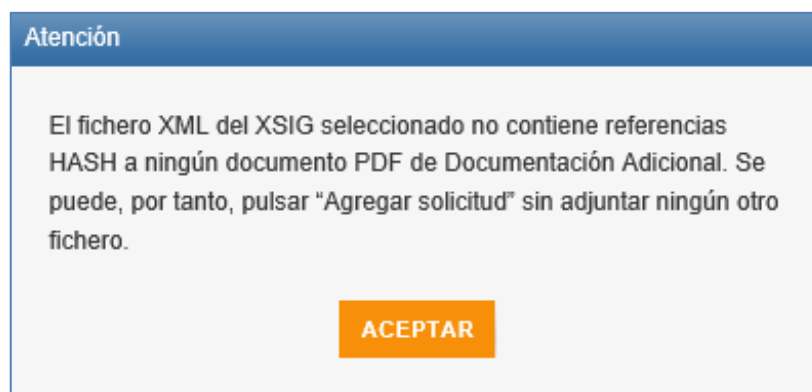 Atención
El fichero XML del XSIG seleccionado no contiene referencias
HASH a ningún documento PDF de Documentación Adicional. Se
puede, por tanto, pulsar “Agregar solicitud” sin adjuntar ningún otro
fichero.
ACEPTAR